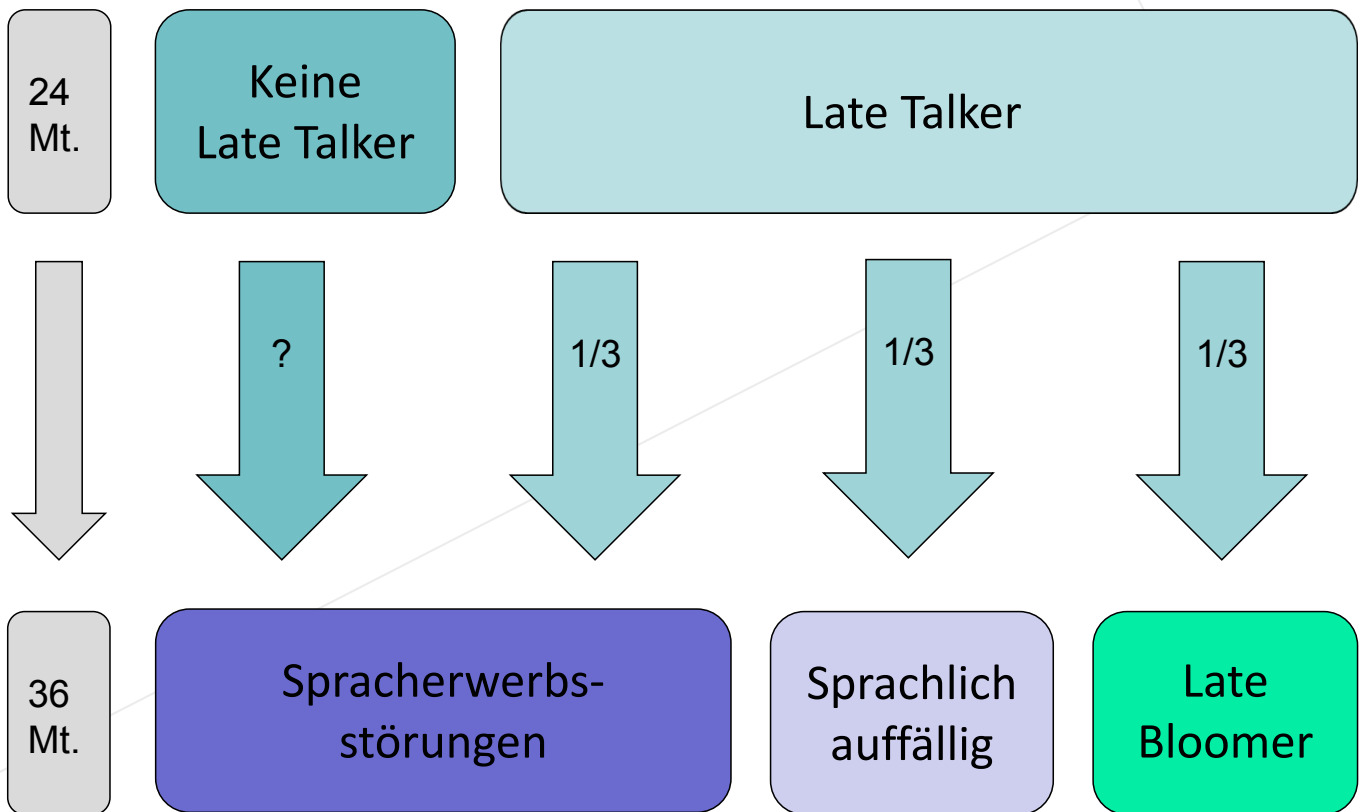 24
Mt.
Keine
Late Talker
Late Talker
?
1/3
1/3
1/3
36
Mt.
Spracherwerbs-
störungen
Sprachlich
auffällig
Late
Bloomer